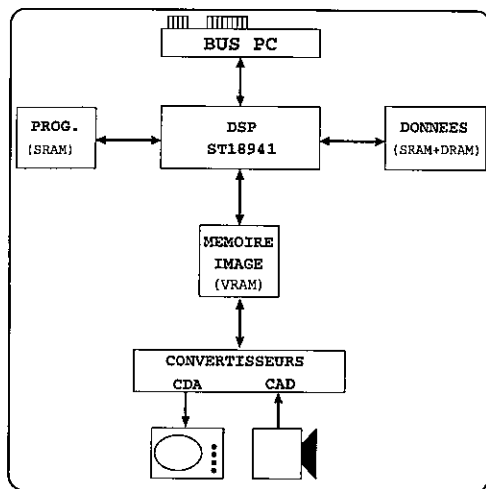 BUS PC
PROG.
(SRAM)
DSP
ST18941
DONNEES
(SRAM+DRAM)
MEMOIRE
IMAGE
(VRAM)
CONVERTISSEURS
CDA CAD